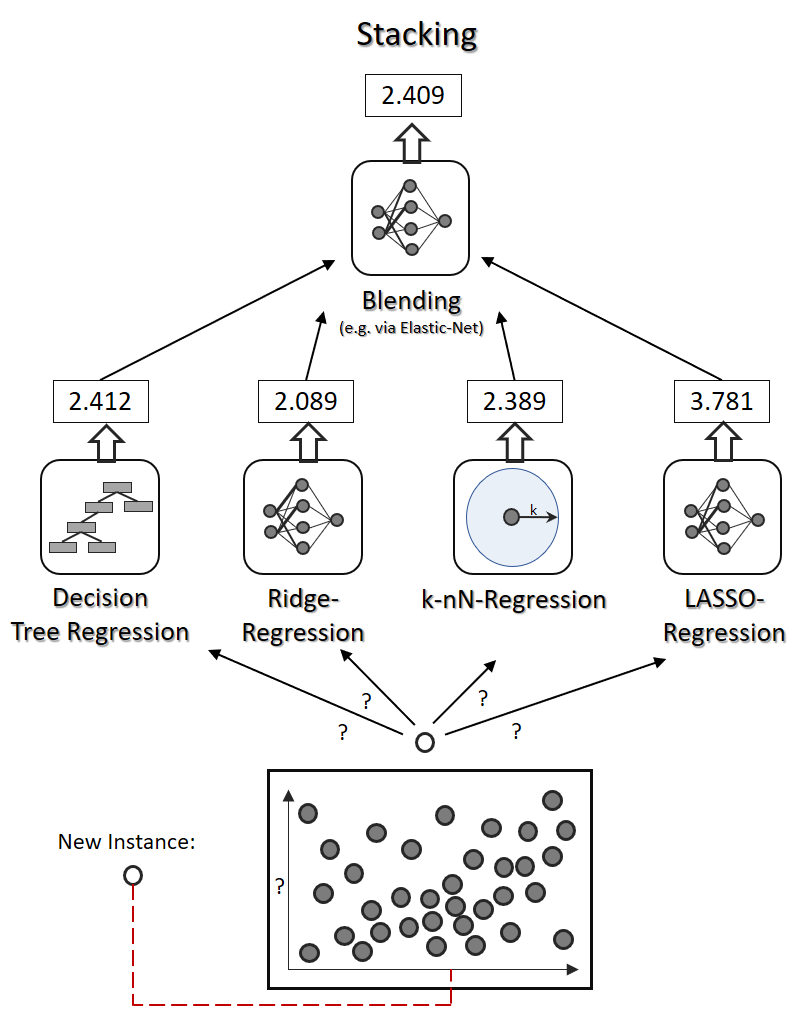 Stacking
2.409
Blending
(e.g. via Elastic-Net)
2.412
2.089
2.389
3.781
k
Decision
Tree Regression
Ridge-
Regression
k-nN-Regression
LASSO-
Regression
?
?
?
?
New Instance:
?